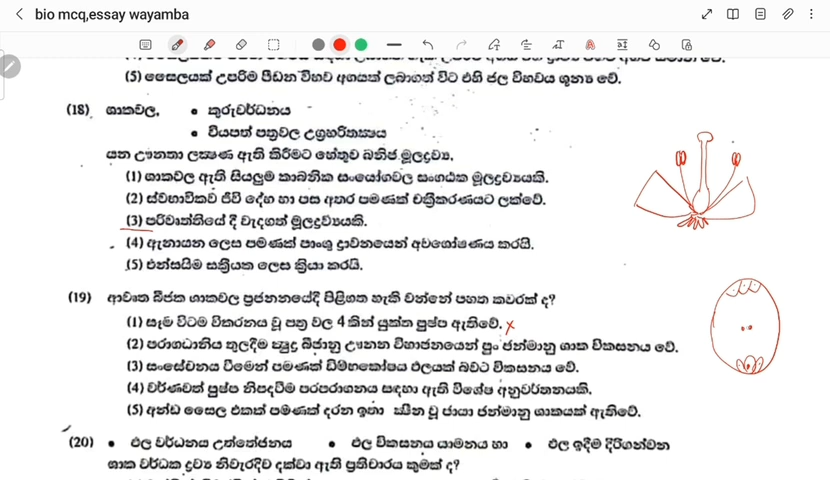 bio mcq,essay wayamba
(5) සෛලයක් උපරිම පීඩන විභව අගයක් ලබාගත් විට එහි ජල විභවය ශුන්‍ය වේ.
(18) ශාකවල, • කුරුවර්ධනය
• වියපත් පත්‍රවල උග්‍රහරිතක්ෂය
යන ඌනතා ලක්ෂණ ඇති කිරීමට හේතුව ඛනිජ මූලද්‍රව්‍ය,
(1) ශාකවල ඇති සියලුම කාබනික සංයෝගවල සංගඨක මූලද්‍රව්‍යයකි.
(2) ස්වභාවිකව ජීවී දේහ හා පස අතර පමණක් චක්‍රීකරණයට ලක්වේ.
(3) පරිවෘත්තියේ දී වැදගත් මූලද්‍රව්‍යයකි.
(4) ඇනායන ලෙස පමණක් පාංශු ද්‍රාවනයෙන් අවශෝෂණය කරයි.
(5) එන්සයිම සක්‍රීයක ලෙස ක්‍රියා කරයි.
(19) ආවෘත බීජක ශාකවල ප්‍රජනනයේදී පිළිගත හැකි වන්නේ පහත කවරක් ද?
(1) සෑම විටම විකරනය වූ පත්‍ර වල 4 කින් යුක්ත පුෂ්ප ඇතිවේ. x
(2) පරාගධානිය තුලදීම ක්ෂුද්‍ර බීජානු ඌනන විභාජනයෙන් පුං ජන්මානු ශාක විකසනය වේ.
(3) සංසේචනය වීමෙන් පමණක් ඩිම්භකෝෂය ඵලයක් බවට විකසනය වේ.
(4) වර්ණවත් පුෂ්ප නිපදවීම පරපරාගනය සඳහා ඇති විශේෂ අනුවර්තනයකි.
(5) අන්ඩ සෛල එකක් පමණක් දරන ඉතා ක්ෂීන වූ ජායා ජන්මානු ශාකයක් ඇතිවේ.
(20) • ඵල වර්ධනය උත්තේජනය • ඵල විකසනය යාමනය හා • ඵල ඉදීම දිරිගන්වන
ශාක වර්ධක ද්‍රව්‍ය නිවැරදිව දක්වා ඇති ප්‍රතිචාරය කුමක් ද?